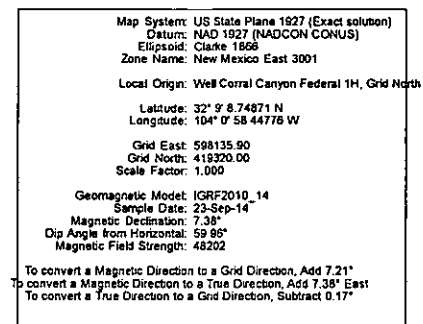 Map System: US State Plane 1927 (Exact solution)
Datum: NAD 1927 (NADCON CONUS)
Ellipsoid: Clarke 1866
Zone Name: New Mexico East 3001
Local Origin: Well Corral Canyon Federal 1H, Grid North
Latitude: 32° 9' 8.74871 N
Longitude: 104° 0' 58.44776 W
Grid East: 598135.90
Grid North: 419320.00
Scale Factor: 1.000
Geomagnetic Model: IGRF2010_14
Sample Date: 23-Sep-14
Magnetic Declination: 7.38°
Dip Angle from Horizontal: 59.96°
Magnetic Field Strength: 48202
To convert a Magnetic Direction to a Grid Direction, Add 7.21°
To convert a Magnetic Direction to a True Direction, Add 7.38° East
To convert a True Direction to a Grid Direction, Subtract 0.17°